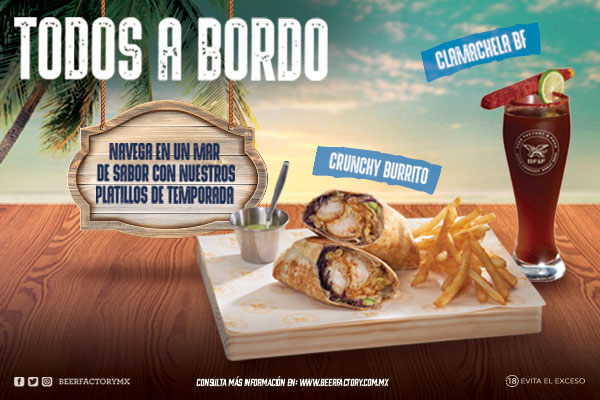 TODOS A BORDO
CLAMACHELA BF
NAVEGA EN UN MAR
DE SABOR CON NUESTROS
PLATILLOS DE TEMPORADA
CRUNCHY BURRITO
BF&F
BEERFACTORYMX
CONSULTA MÁS INFORMACIÓN EN: WWW.BEERFACTORY.COM.MX
18 EVITA EL EXCESO